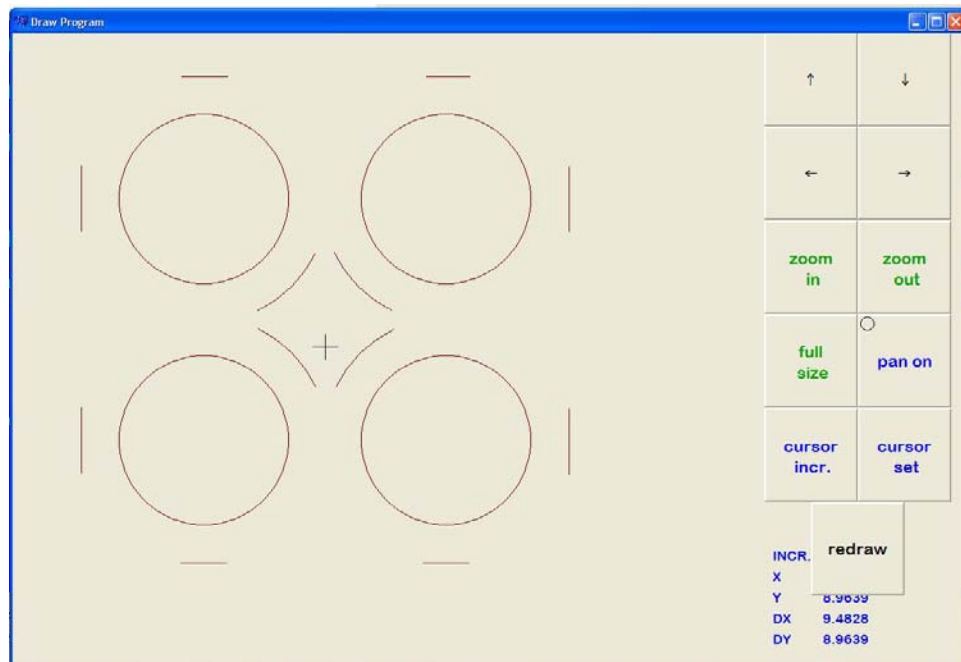 Draw Program
↑ ↓
← →
zoom in
zoom out
full size
pan on
cursor incr.
cursor set
redraw
INCR.
X
Y 8.9639
DX 9.4828
DY 8.9639